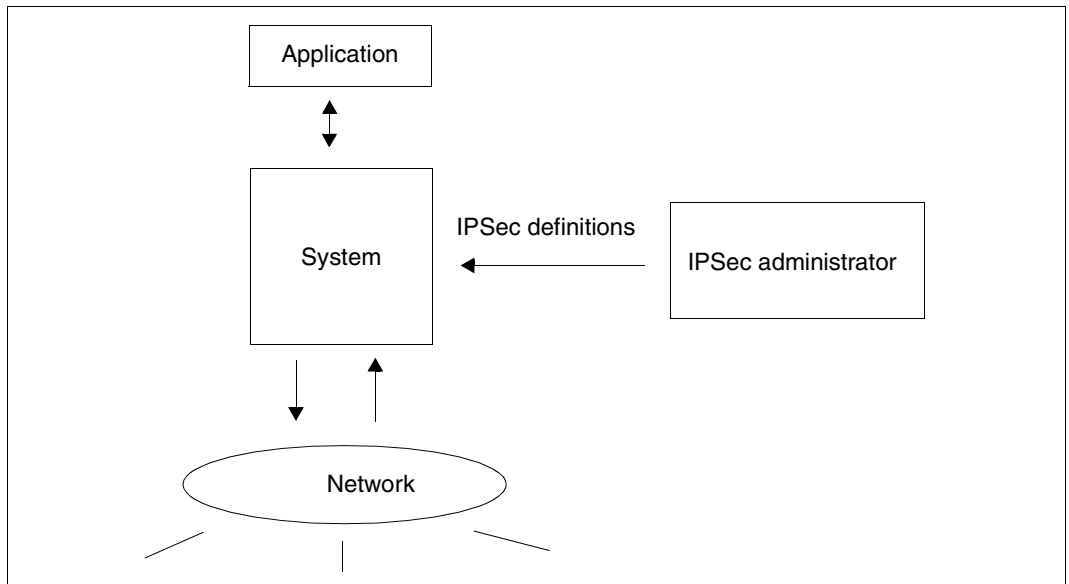 Application
System
IPSec definitions
IPSec administrator
Network